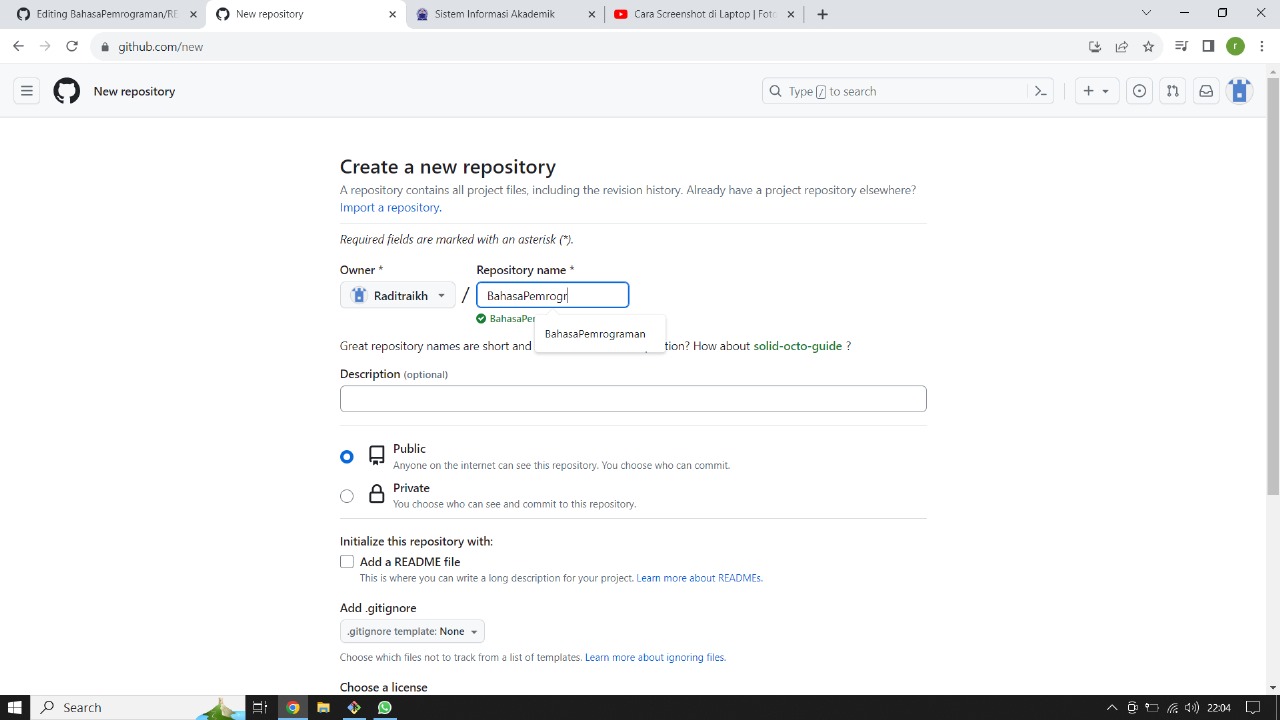 Editing BahasaPemrograman/RE
New repository
Sistem Informasi Akademik
Cara Screenshot di Laptop | Foto
github.com/new
r
New repository
Type / to search
Create a new repository
A repository contains all project files, including the revision history. Already have a project repository elsewhere?
Import a repository.
Required fields are marked with an asterisk (*).
Owner *
Repository name *
Raditraikh
/
BahasaPemrogr
BahasaPer
BahasaPemrograman
Great repository names are short and
tion? How about solid-octo-guide ?
Description (optional)
Public
Anyone on the internet can see this repository. You choose who can commit.
Private
You choose who can see and commit to this repository.
Initialize this repository with:
Add a README file
This is where you can write a long description for your project. Learn more about READMEs.
Add .gitignore
.gitignore template: None
Choose which files not to track from a list of templates. Learn more about ignoring files.
Choose a license
Search
22:04